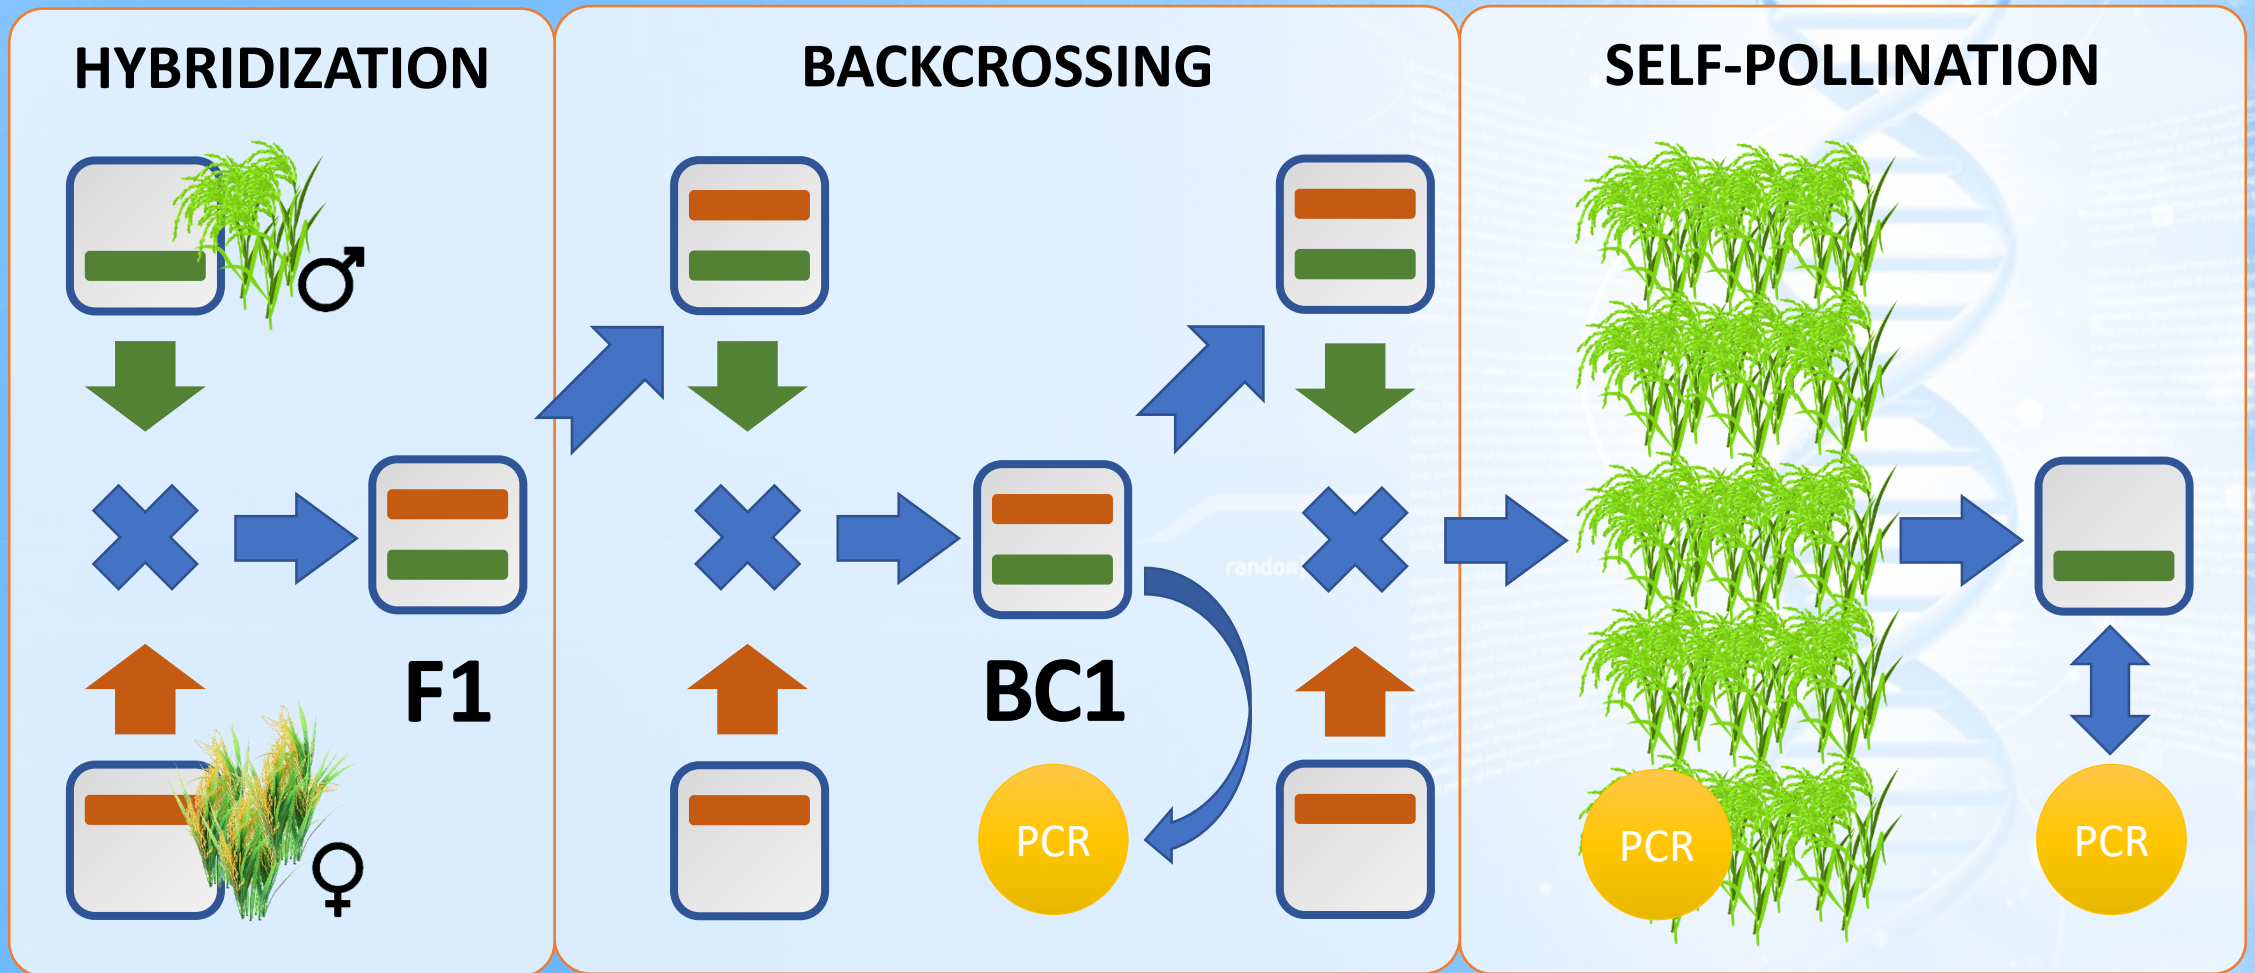 HYBRIDIZATION
BACKCROSSING
SELF-POLLINATION
F1
BC1
PCR
PCR
PCR